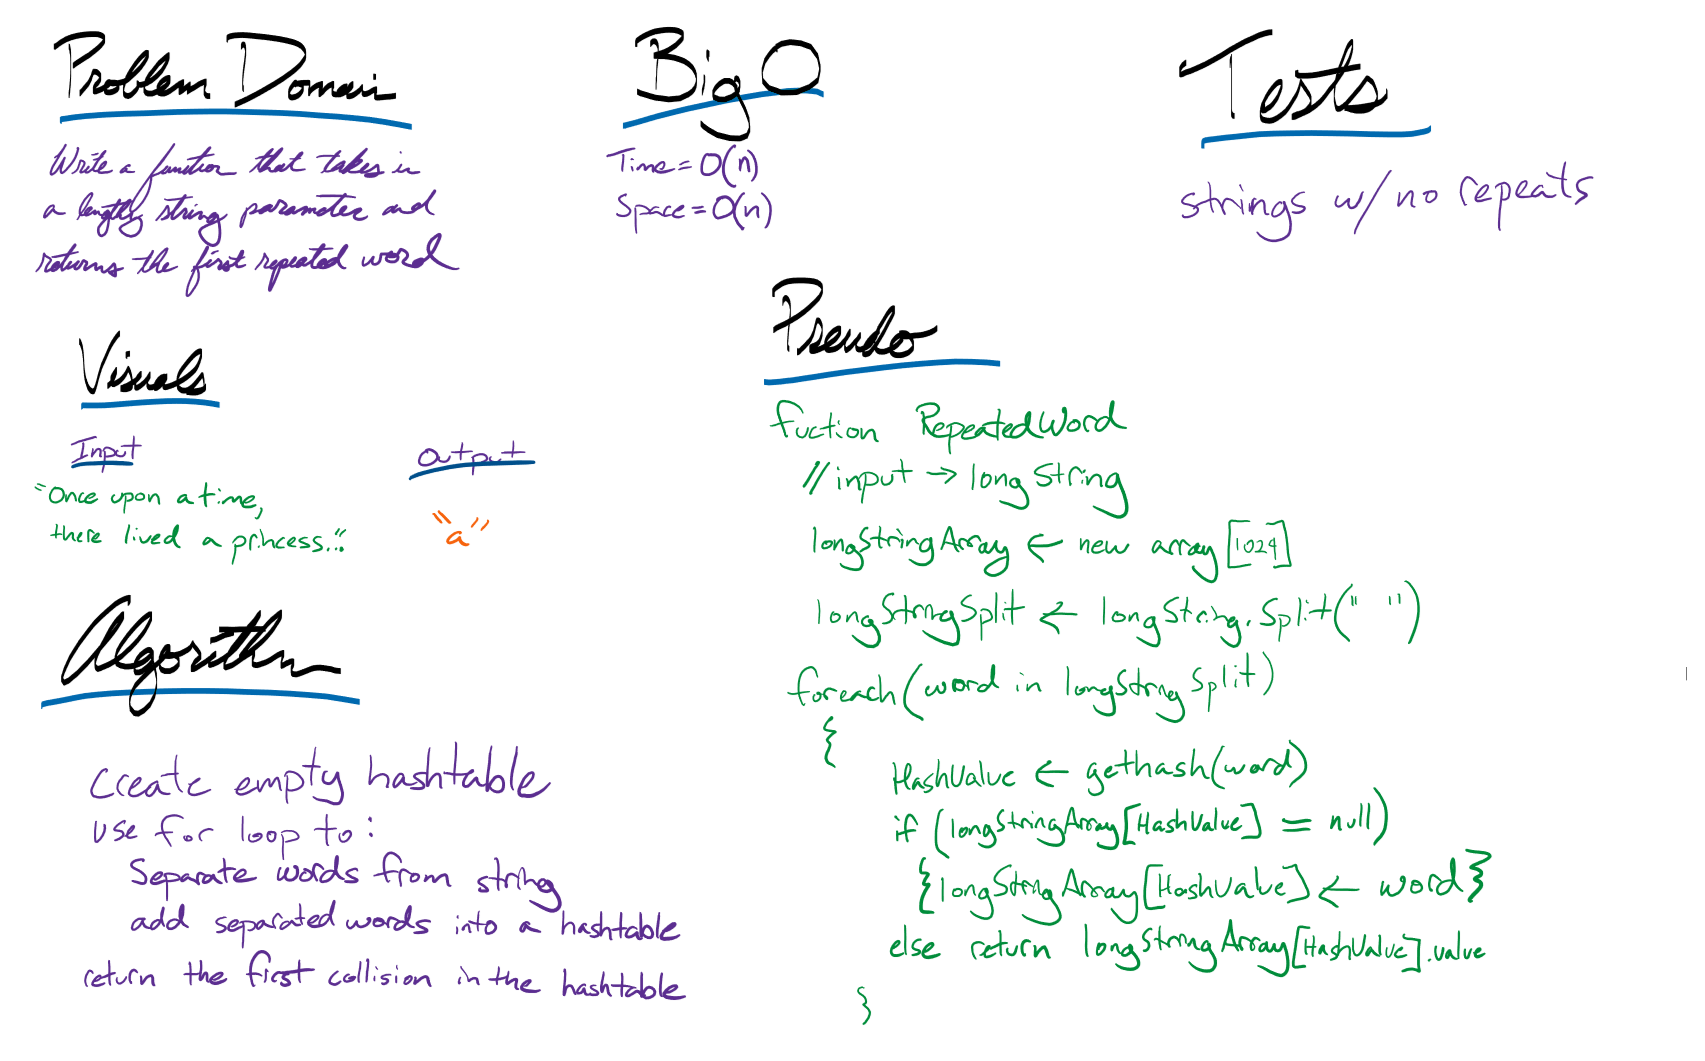 Problem Domain
Write a function that takes in
a lengthy string parameter and
returns the first repeated word
Big O
Time = O(n)
Space = O(n)
Tests
strings w/ no repeats
Visuals
Input
"Once upon a time,
there lived a princess..."
Output
"a"
Algorithm
Create empty hashtable
use for loop to:
Separate words from string
add separated words into a hashtable
return the first collision in the hashtable
Pseudo
fuction RepeatedWord
// input → long String
longStringArray ← new array [1024]
longStringSplit ← longString.Split(" ")
foreach (word in longStringSplit)
{
HashValue ← gethash(word)
if (longStringArray[HashValue] = null)
{longStringArray[HashValue] ← word}
else return longStringArray[HashValue].value
}